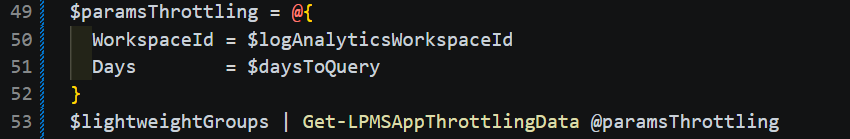 49 $paramsThrottling = @{
50   WorkspaceId = $logAnalyticsWorkspaceId
51   Days        = $daysToQuery
52 }
53 $lightweightGroups | Get-LPMSAppThrottlingData @paramsThrottling